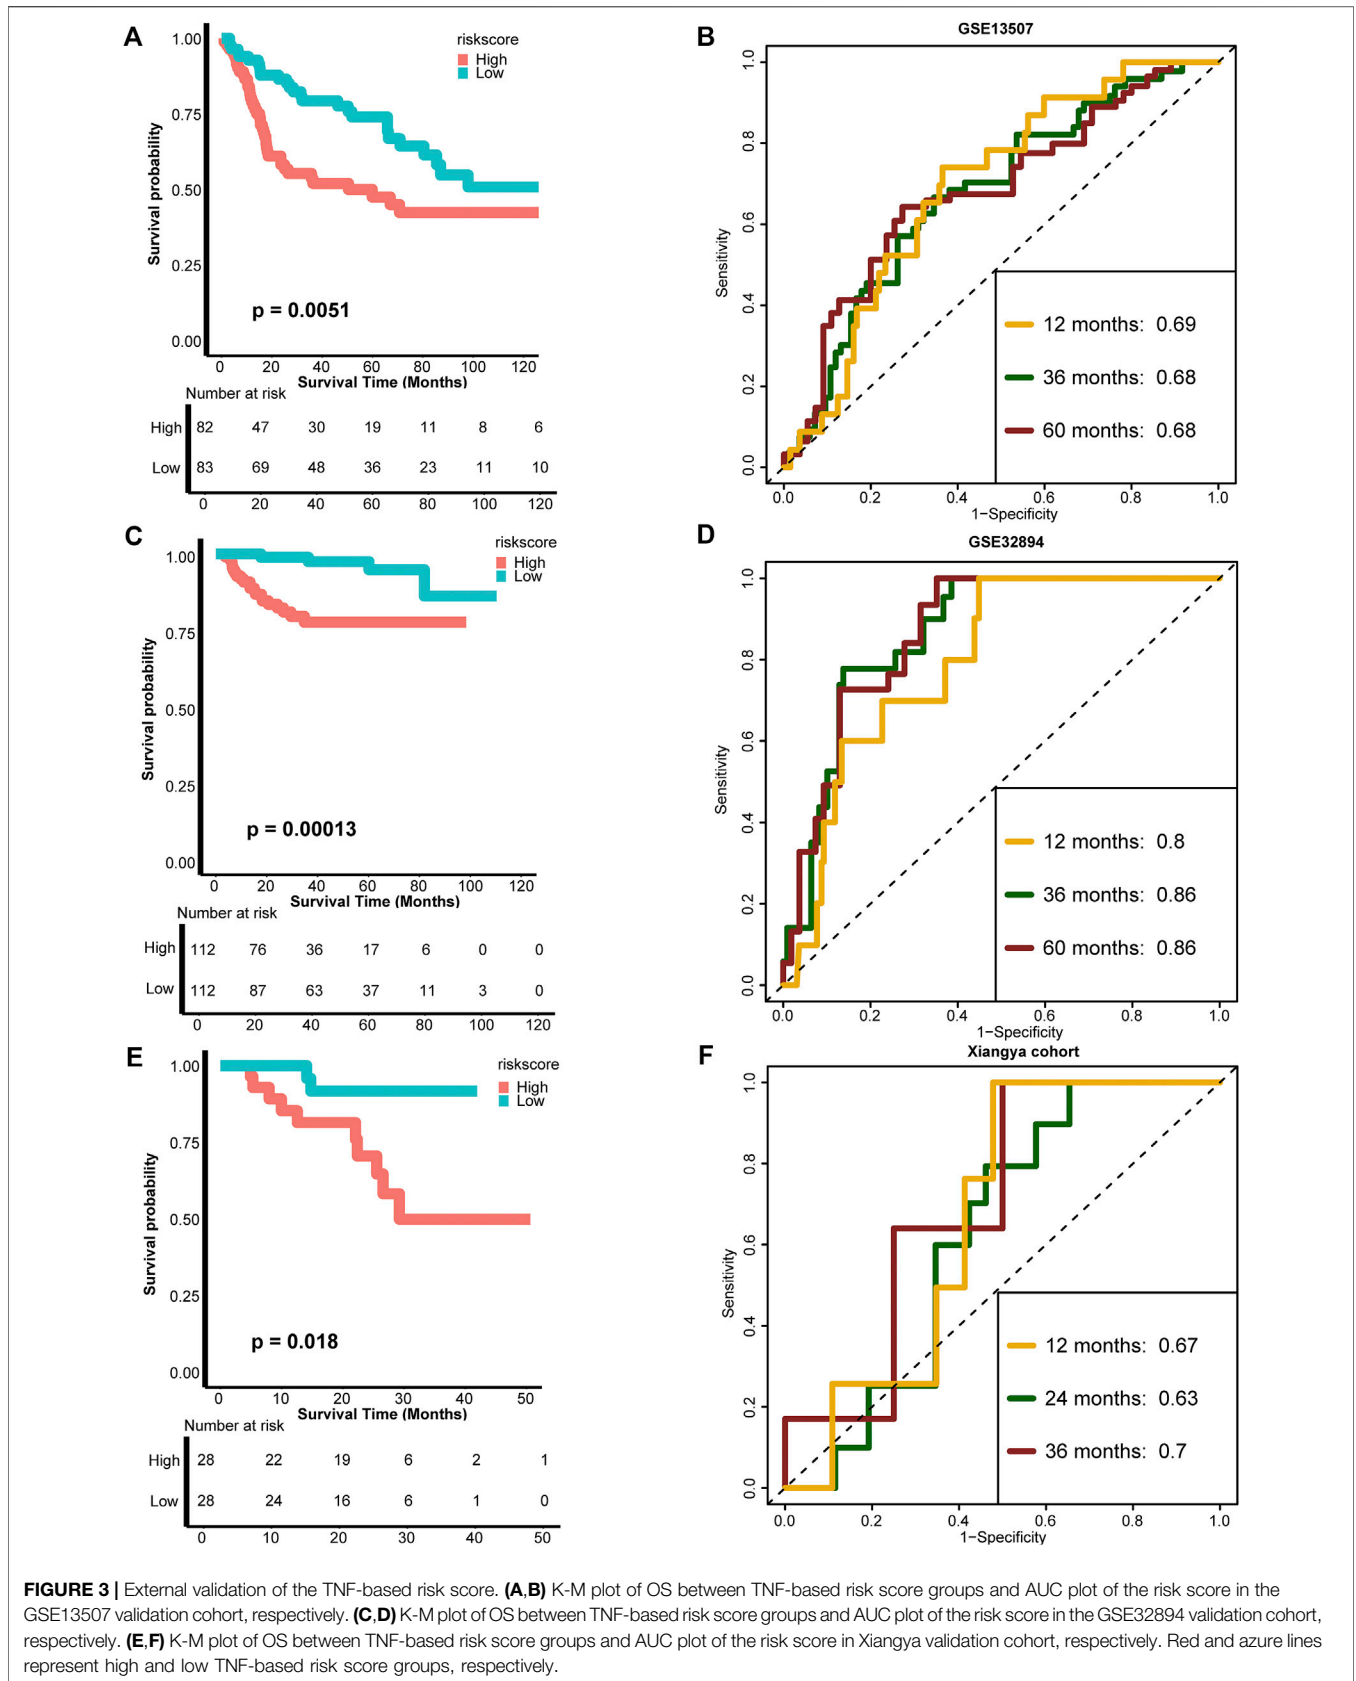 A
1.00
0.75
0.50
0.25
0.00
Survival probability
riskscore
High
Low
p = 0.0051
0 20 40 60 80 100 120
Survival Time (Months)
Number at risk
High 82 47 30 19 11 8 6
Low 83 69 48 36 23 11 10
0 20 40 60 80 100 120
B
GSE13507
1.0
0.8
0.6
0.4
0.2
0.0
Sensitivity
12 months: 0.69
36 months: 0.68
60 months: 0.68
0.0 0.2 0.4 0.6 0.8 1.0
1−Specificity
C
1.00
0.75
0.50
0.25
0.00
Survival probability
riskscore
High
Low
p = 0.00013
0 20 40 60 80 100 120
Survival Time (Months)
Number at risk
High 112 76 36 17 6 0 0
Low 112 87 63 37 11 3 0
0 20 40 60 80 100 120
D
GSE32894
1.0
0.8
0.6
0.4
0.2
0.0
Sensitivity
12 months: 0.8
36 months: 0.86
60 months: 0.86
0.0 0.2 0.4 0.6 0.8 1.0
1−Specificity
E
1.00
0.75
0.50
0.25
0.00
Survival probability
riskscore
High
Low
p = 0.018
0 10 20 30 40 50
Survival Time (Months)
Number at risk
High 28 22 19 6 2 1
Low 28 24 16 6 1 0
0 10 20 30 40 50
F
Xiangya cohort
1.0
0.8
0.6
0.4
0.2
0.0
Sensitivity
12 months: 0.67
24 months: 0.63
36 months: 0.7
0.0 0.2 0.4 0.6 0.8 1.0
1−Specificity
FIGURE 3 | External validation of the TNF-based risk score. (A,B) K-M plot of OS between TNF-based risk score groups and AUC plot of the risk score in the
GSE13507 validation cohort, respectively. (C,D) K-M plot of OS between TNF-based risk score groups and AUC plot of the risk score in the GSE32894 validation cohort,
respectively. (E,F) K-M plot of OS between TNF-based risk score groups and AUC plot of the risk score in Xiangya validation cohort, respectively. Red and azure lines
represent high and low TNF-based risk score groups, respectively.